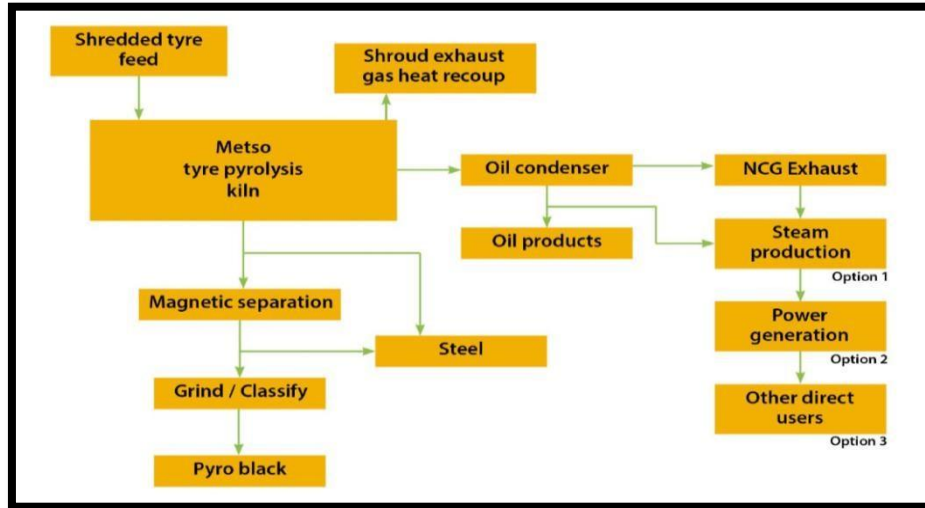 Shredded tyre
feed
Shroud exhaust
gas heat recoup
Metso
tyre pyrolysis
kiln
Oil condenser
NCG Exhaust
Oil products
Steam
production
Option 1
Magnetic separation
Power
generation
Option 2
Steel
Grind / Classify
Other direct
users
Option 3
Pyro black